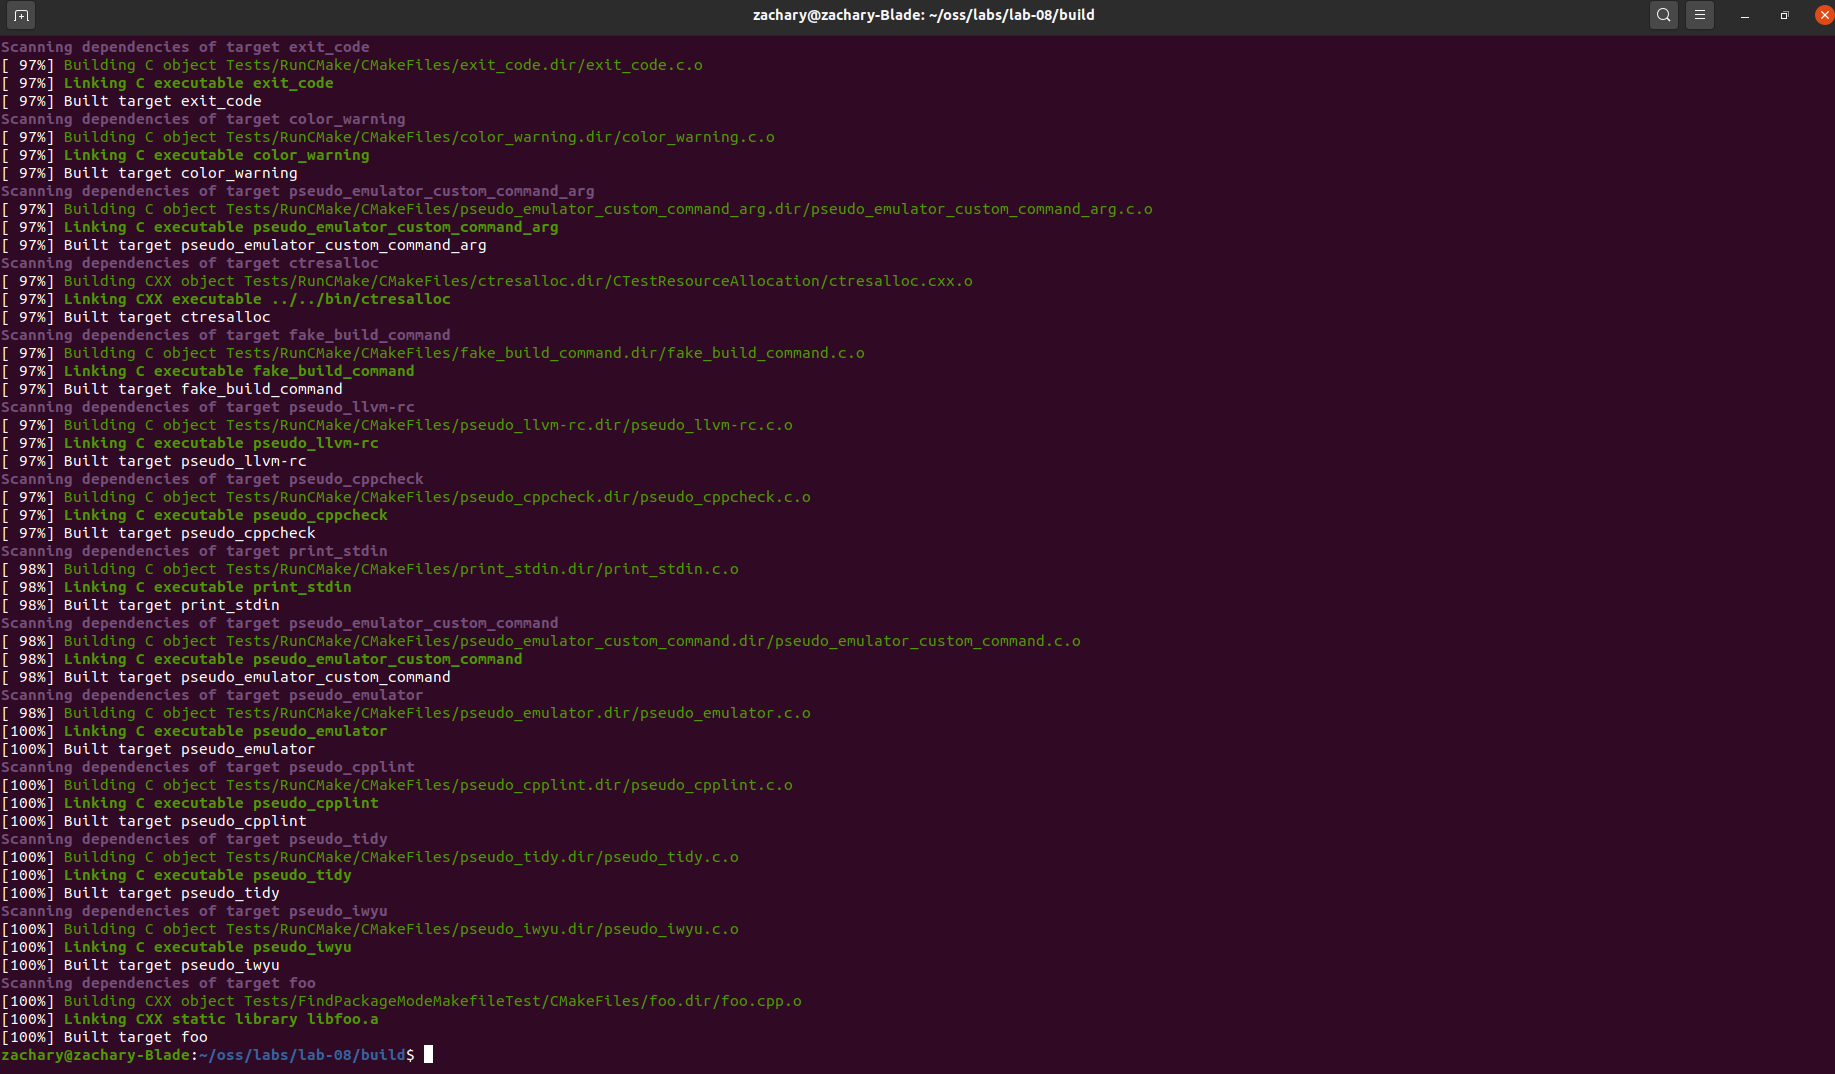 zachary@zachary-Blade: ~/oss/labs/lab-08/build
Scanning dependencies of target exit_code
[ 97%] Building C object Tests/RunCMake/CMakeFiles/exit_code.dir/exit_code.c.o
[ 97%] Linking C executable exit_code
[ 97%] Built target exit_code
Scanning dependencies of target color_warning
[ 97%] Building C object Tests/RunCMake/CMakeFiles/color_warning.dir/color_warning.c.o
[ 97%] Linking C executable color_warning
[ 97%] Built target color_warning
Scanning dependencies of target pseudo_emulator_custom_command_arg
[ 97%] Building C object Tests/RunCMake/CMakeFiles/pseudo_emulator_custom_command_arg.dir/pseudo_emulator_custom_command_arg.c.o
[ 97%] Linking C executable pseudo_emulator_custom_command_arg
[ 97%] Built target pseudo_emulator_custom_command_arg
Scanning dependencies of target ctresalloc
[ 97%] Building CXX object Tests/RunCMake/CMakeFiles/ctresalloc.dir/CTestResourceAllocation/ctresalloc.cxx.o
[ 97%] Linking CXX executable ../../bin/ctresalloc
[ 97%] Built target ctresalloc
Scanning dependencies of target fake_build_command
[ 97%] Building C object Tests/RunCMake/CMakeFiles/fake_build_command.dir/fake_build_command.c.o
[ 97%] Linking C executable fake_build_command
[ 97%] Built target fake_build_command
Scanning dependencies of target pseudo_llvm-rc
[ 97%] Building C object Tests/RunCMake/CMakeFiles/pseudo_llvm-rc.dir/pseudo_llvm-rc.c.o
[ 97%] Linking C executable pseudo_llvm-rc
[ 97%] Built target pseudo_llvm-rc
Scanning dependencies of target pseudo_cppcheck
[ 97%] Building C object Tests/RunCMake/CMakeFiles/pseudo_cppcheck.dir/pseudo_cppcheck.c.o
[ 97%] Linking C executable pseudo_cppcheck
[ 97%] Built target pseudo_cppcheck
Scanning dependencies of target print_stdin
[ 98%] Building C object Tests/RunCMake/CMakeFiles/print_stdin.dir/print_stdin.c.o
[ 98%] Linking C executable print_stdin
[ 98%] Built target print_stdin
Scanning dependencies of target pseudo_emulator_custom_command
[ 98%] Building C object Tests/RunCMake/CMakeFiles/pseudo_emulator_custom_command.dir/pseudo_emulator_custom_command.c.o
[ 98%] Linking C executable pseudo_emulator_custom_command
[ 98%] Built target pseudo_emulator_custom_command
Scanning dependencies of target pseudo_emulator
[ 98%] Building C object Tests/RunCMake/CMakeFiles/pseudo_emulator.dir/pseudo_emulator.c.o
[100%] Linking C executable pseudo_emulator
[100%] Built target pseudo_emulator
Scanning dependencies of target pseudo_cpplint
[100%] Building C object Tests/RunCMake/CMakeFiles/pseudo_cpplint.dir/pseudo_cpplint.c.o
[100%] Linking C executable pseudo_cpplint
[100%] Built target pseudo_cpplint
Scanning dependencies of target pseudo_tidy
[100%] Building C object Tests/RunCMake/CMakeFiles/pseudo_tidy.dir/pseudo_tidy.c.o
[100%] Linking C executable pseudo_tidy
[100%] Built target pseudo_tidy
Scanning dependencies of target pseudo_iwyu
[100%] Building C object Tests/RunCMake/CMakeFiles/pseudo_iwyu.dir/pseudo_iwyu.c.o
[100%] Linking C executable pseudo_iwyu
[100%] Built target pseudo_iwyu
Scanning dependencies of target foo
[100%] Building CXX object Tests/FindPackageModeMakefileTest/CMakeFiles/foo.dir/foo.cpp.o
[100%] Linking CXX static library libfoo.a
[100%] Built target foo
zachary@zachary-Blade:~/oss/labs/lab-08/build$